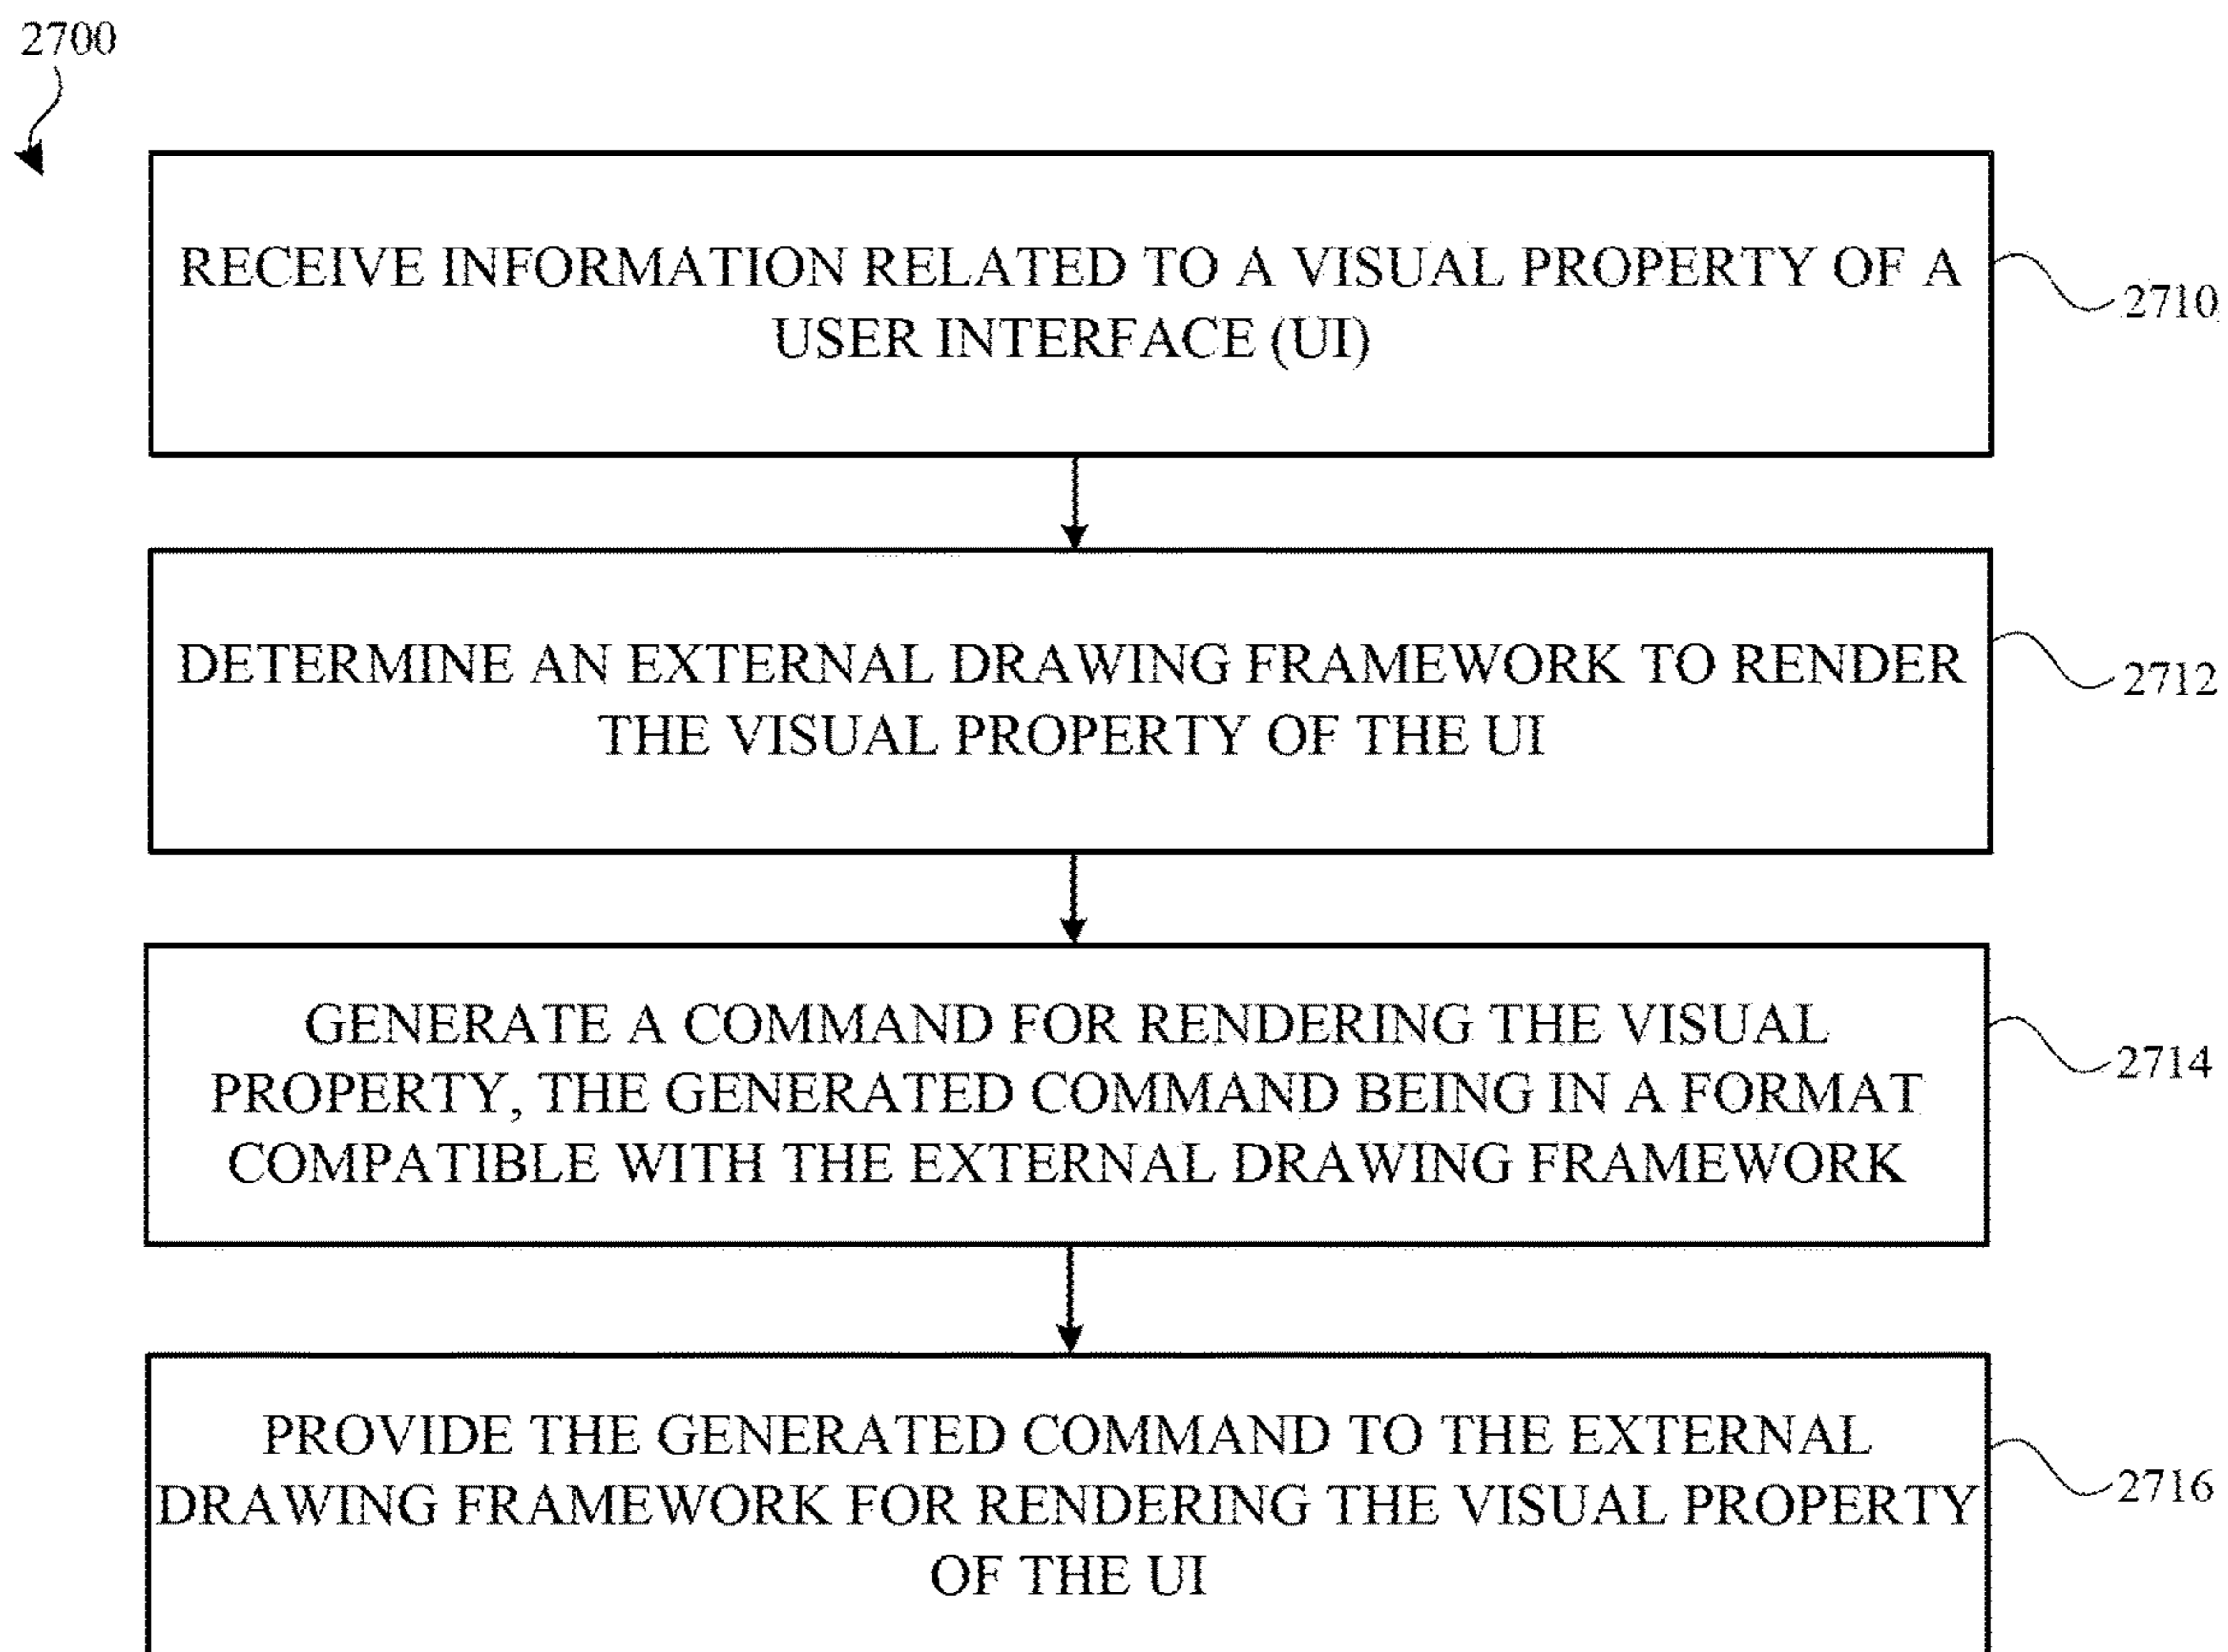 2700
RECEIVE INFORMATION RELATED TO A VISUAL PROPERTY OF A
USER INTERFACE (UI)
2710
DETERMINE AN EXTERNAL DRAWING FRAMEWORK TO RENDER
THE VISUAL PROPERTY OF THE UI
2712
GENERATE A COMMAND FOR RENDERING THE VISUAL
PROPERTY, THE GENERATED COMMAND BEING IN A FORMAT
COMPATIBLE WITH THE EXTERNAL DRAWING FRAMEWORK
2714
PROVIDE THE GENERATED COMMAND TO THE EXTERNAL
DRAWING FRAMEWORK FOR RENDERING THE VISUAL PROPERTY
OF THE UI
2716